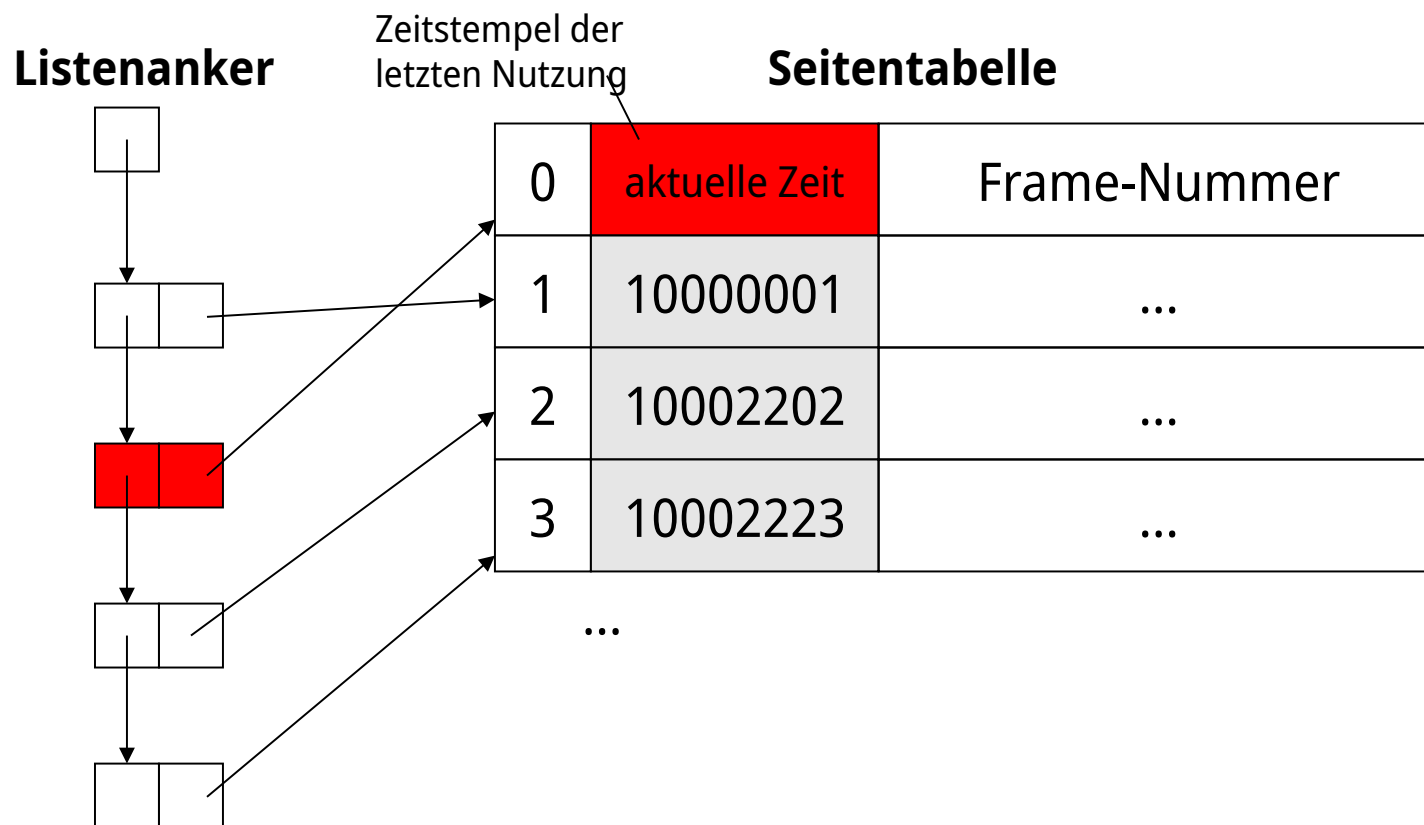 Zeitstempel der
letzten Nutzung
Listenanker
Seitentabelle
0 aktuelle Zeit Frame-Nummer
1 10000001 ...
2 10002202 ...
3 10002223 ...
...